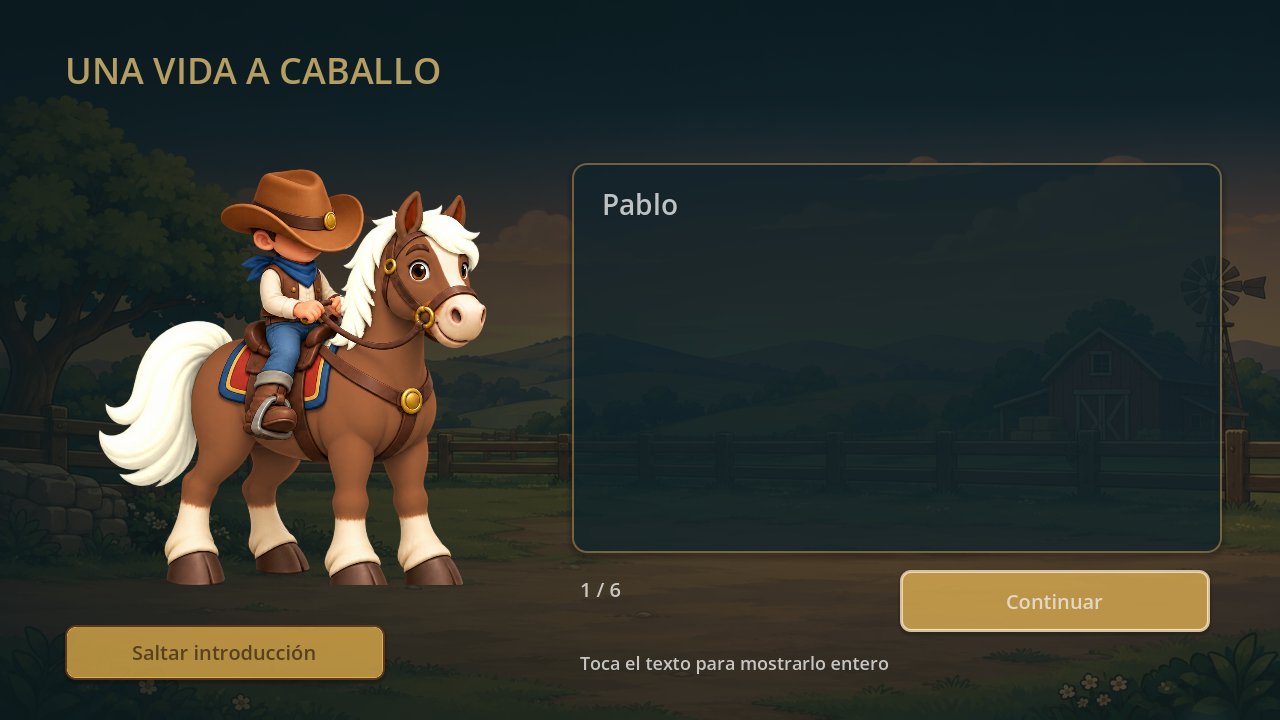 UNA VIDA A CABALLO
Pablo
1 / 6
Continuar
Saltar introducción
Toca el texto para mostrarlo entero